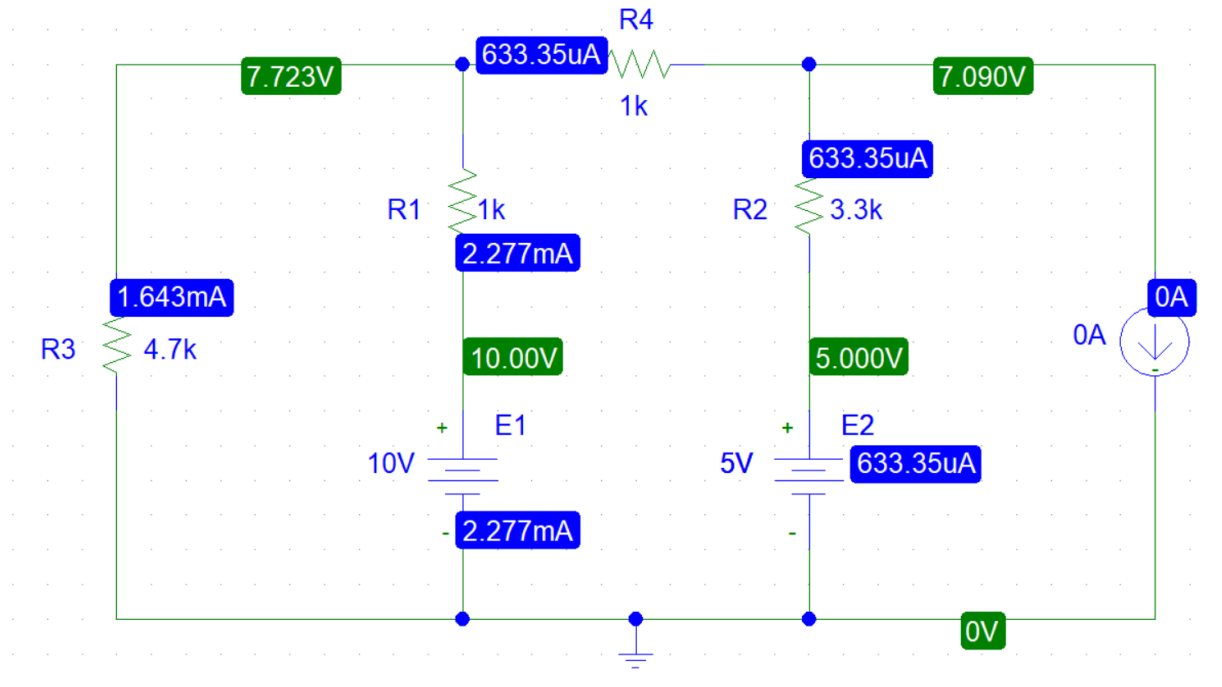 R4
633.35uA
7.723V
7.090V
1k
633.35uA
R1
1k
R2
3.3k
2.277mA
1.643mA
0A
R3
4.7k
0A
-
10.00V
5.000V
+
E1
+
E2
10V
5V
633.35uA
-
2.277mA
-
0V